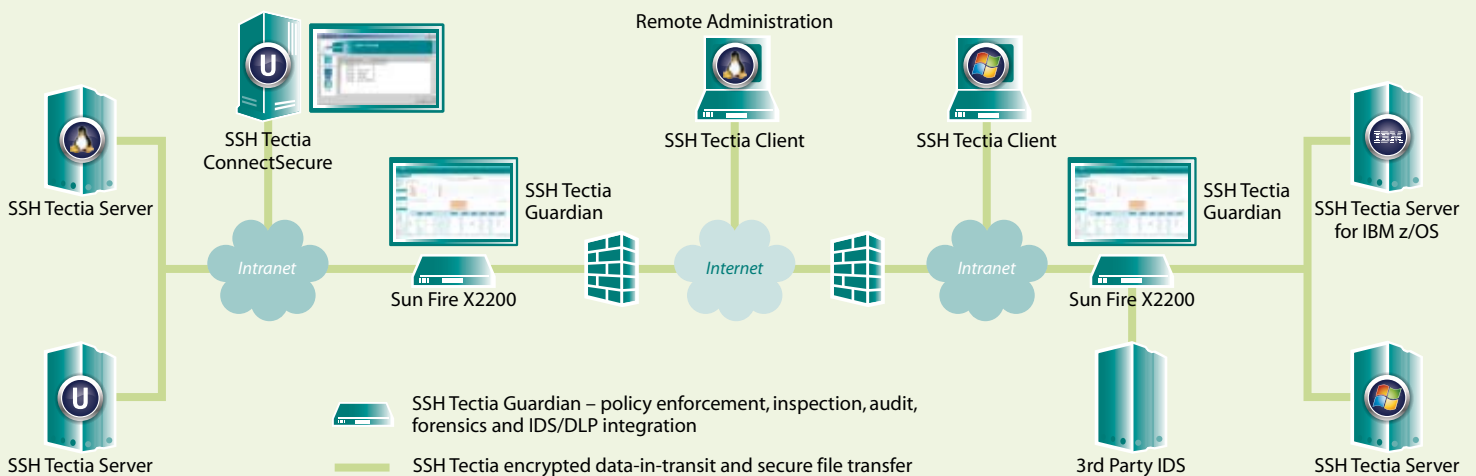 Remote Administration
SSH Tectia
ConnectSecure
SSH Tectia Client
SSH Tectia Client
U
IBM
SSH Tectia Server
SSH Tectia
Guardian
SSH Tectia
Guardian
SSH Tectia Server
for IBM z/OS
Intranet
Internet
Intranet
Sun Fire X2200
Sun Fire X2200
U
SSH Tectia Guardian – policy enforcement, inspection, audit,
forensics and IDS/DLP integration
SSH Tectia Server
SSH Tectia encrypted data-in-transit and secure file transfer
3rd Party IDS
SSH Tectia Server